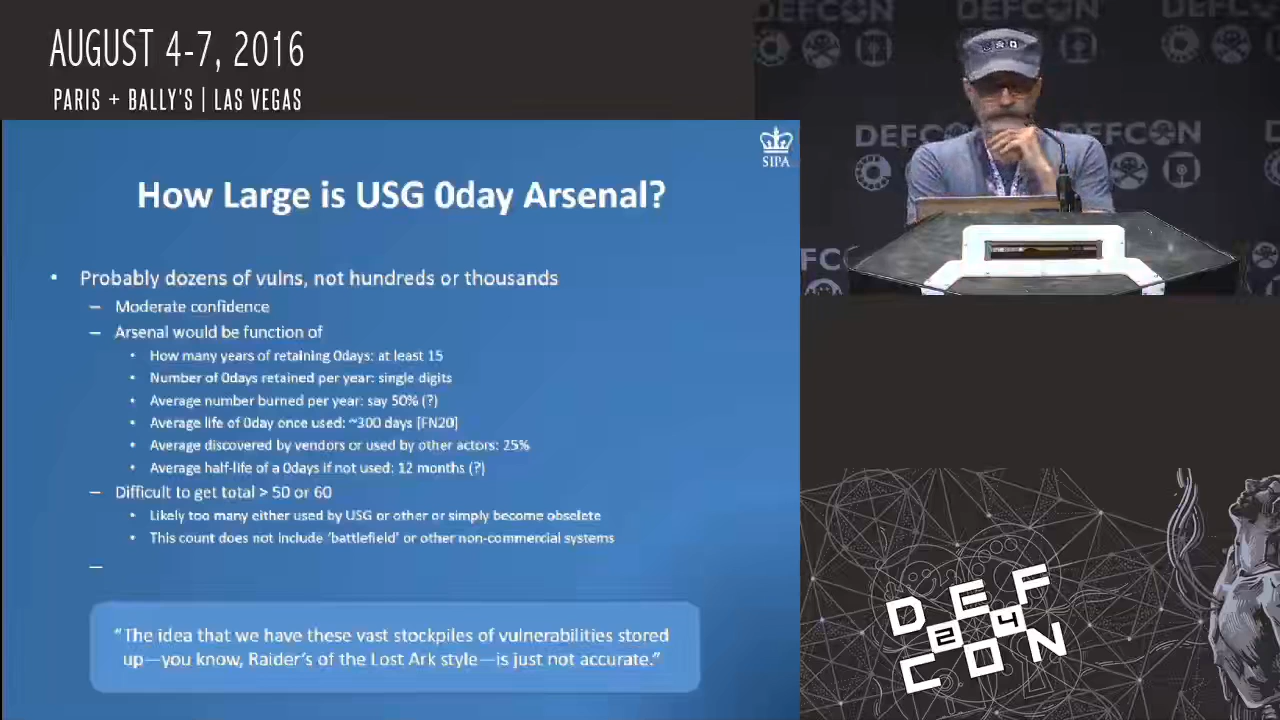 AUGUST 4-7, 2016
PARIS + BALLY'S | LAS VEGAS
SIPA
How Large is USG 0day Arsenal?
• Probably dozens of vulns, not hundreds or thousands
– Moderate confidence
– Arsenal would be function of
• How many years of retaining 0days: at least 15
• Number of 0days retained per year: single digits
• Average number burned per year: say 50% (?)
• Average life of 0day once used: ~300 days [FN20]
• Average discovered by vendors or used by other actors: 25%
• Average half-life of a 0days if not used: 12 months (?)
– Difficult to get total > 50 or 60
• Likely too many either used by USG or other or simply become obselete
• This count does not include 'battlefield' or other non-commercial systems
–
"The idea that we have these vast stockpiles of vulnerabilities stored
up—you know, Raider's of the Lost Ark style—is just not accurate."
DEFCON
DEFCON
DEFCON
DEFCON
DEFCON
FC
DEF
24
CON